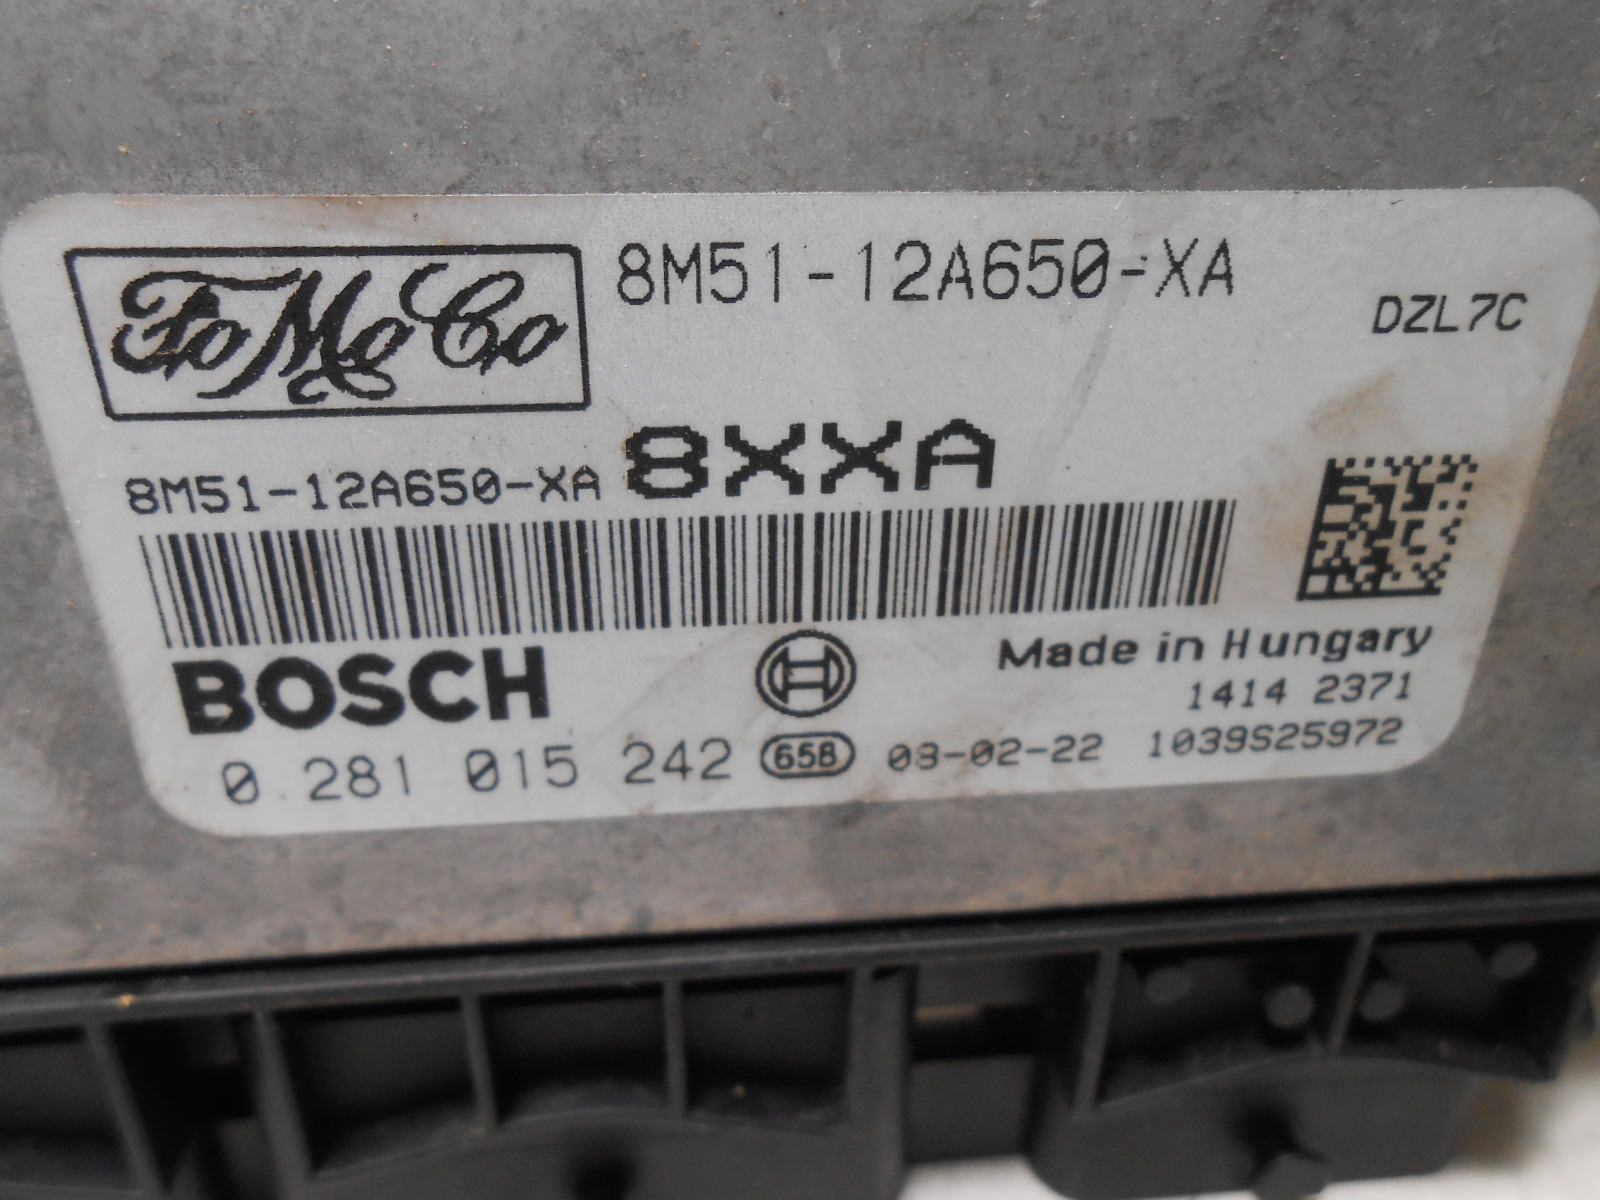 FoMoCo 8M51-12A650-XA
DZL7C
8M51-12A650-XA 8XXA
BOSCH
Made in Hungary
1414 2371
0 281 015 242 658 08-02-22 1039S25972